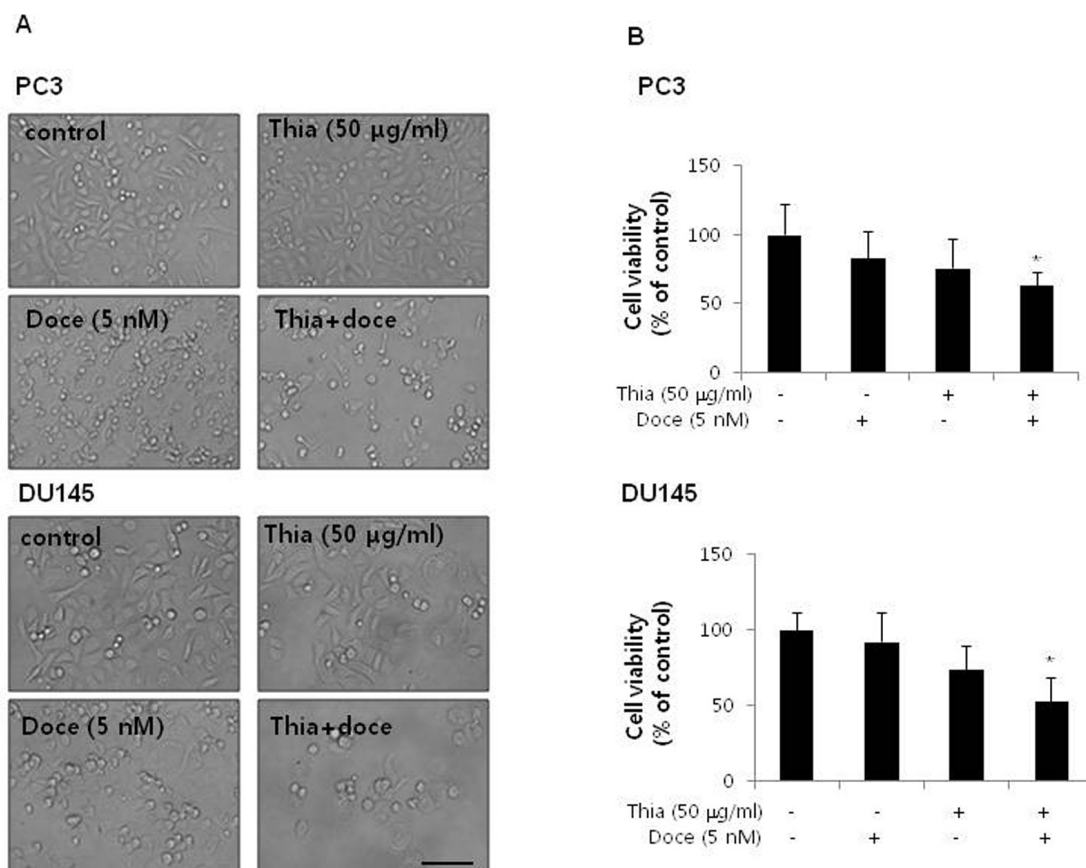 A
PC3
control
Thia (50 µg/ml)
Doce (5 nM)
Thia+doce
DU145
control
Thia (50 µg/ml)
Doce (5 nM)
Thia+doce
B
PC3
Cell viability
(% of control)
150
100
50
0
*
Thia (50 µg/ml) - - + +
Doce (5 nM) - + - +
DU145
Cell viability
(% of control)
150
100
50
0
*
Thia (50 µg/ml) - - + +
Doce (5 nM) - + - +